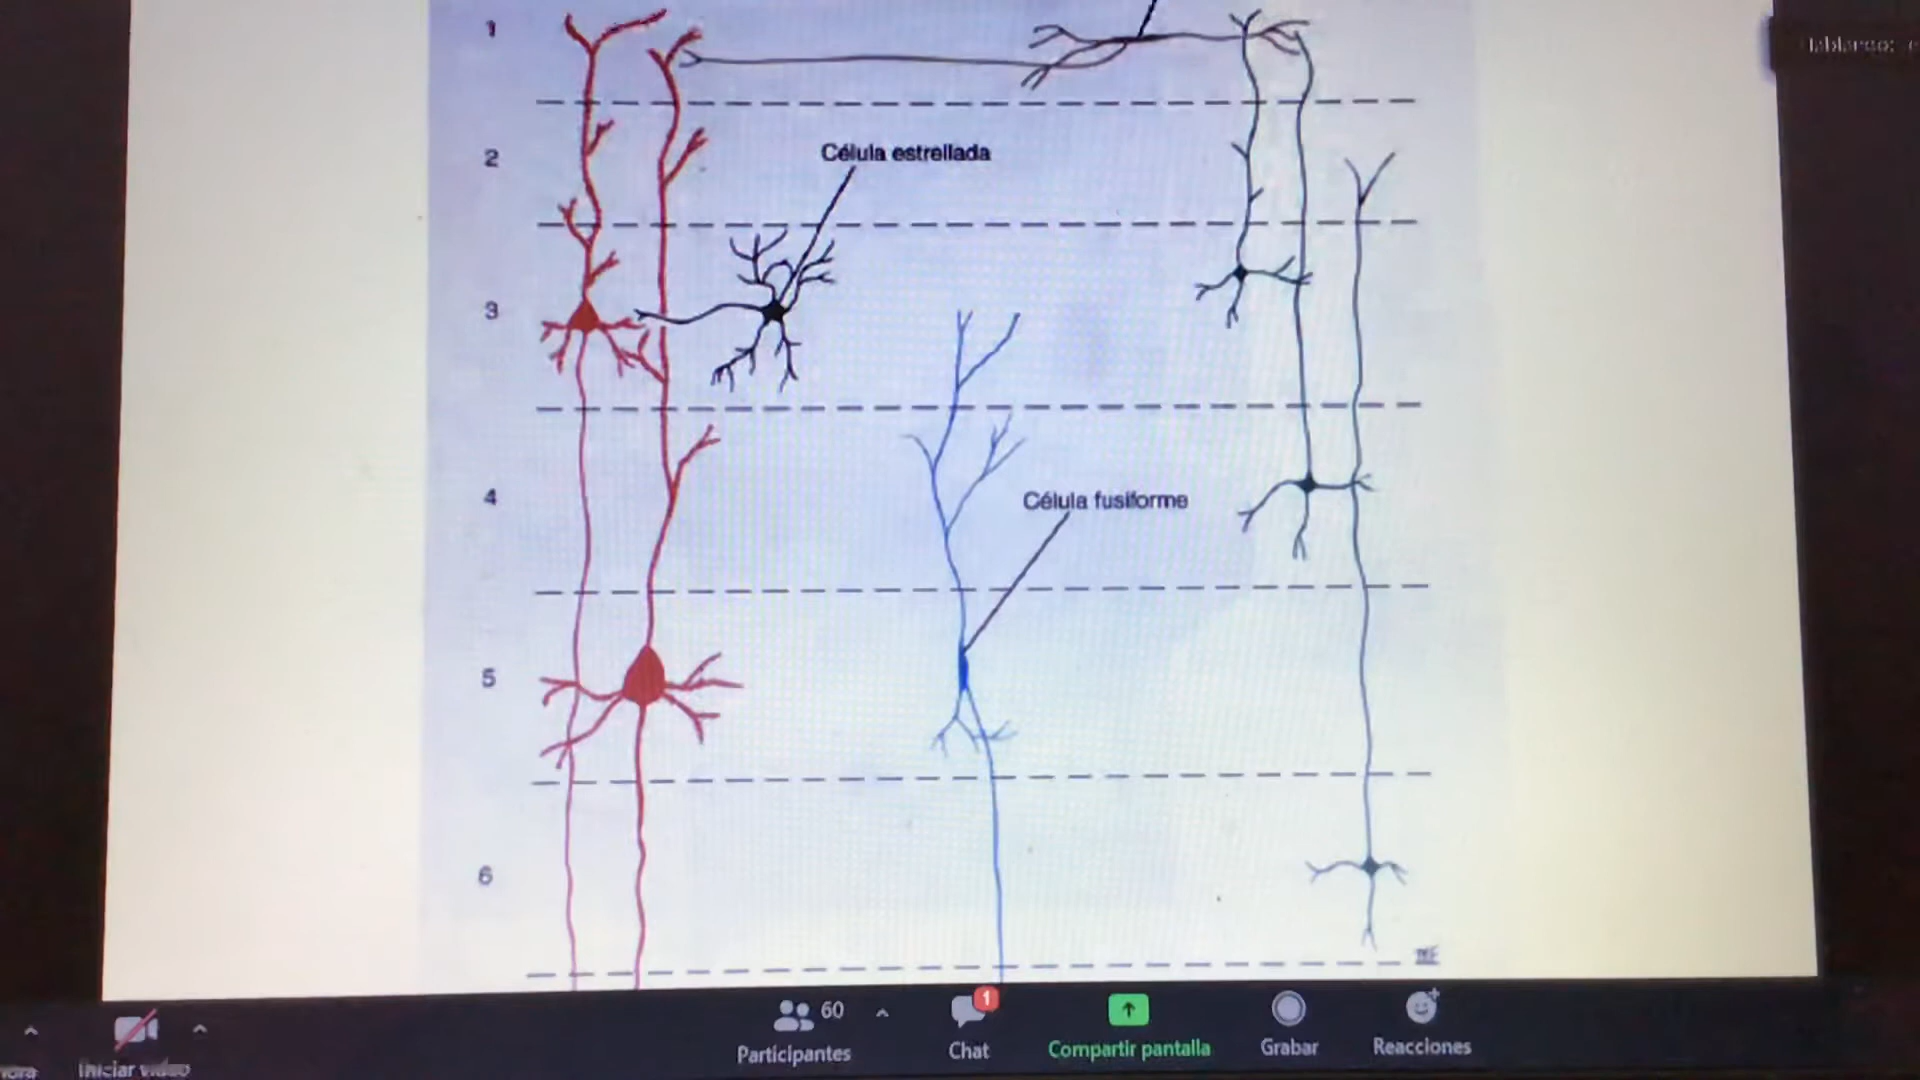 1
2
Célula estrellada
3
4
Célula fusiforme
5
6
60
1
Participantes
Chat
Compartir pantalla
Grabar
Reacciones
Iniciar video